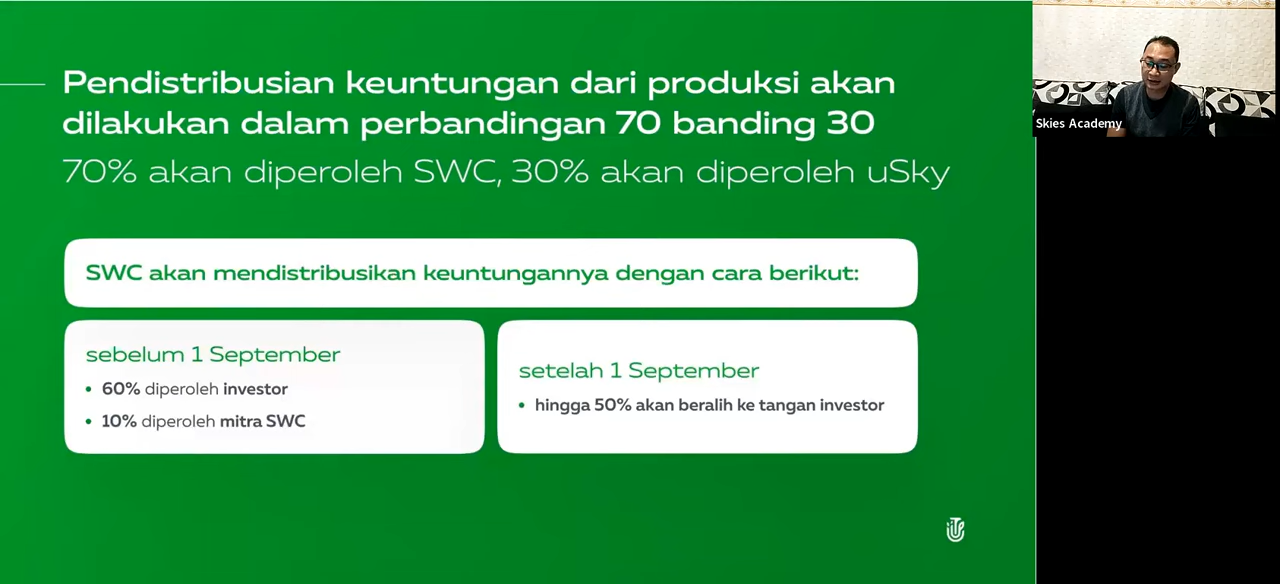 Pendistribusian keuntungan dari produksi akan
dilakukan dalam perbandingan 70 banding 30
70% akan diperoleh SWC, 30% akan diperoleh uSky
SWC akan mendistribusikan keuntungannya dengan cara berikut:
sebelum 1 September
• 60% diperoleh investor
• 10% diperoleh mitra SWC
setelah 1 September
• hingga 50% akan beralih ke tangan investor
Skies Academy